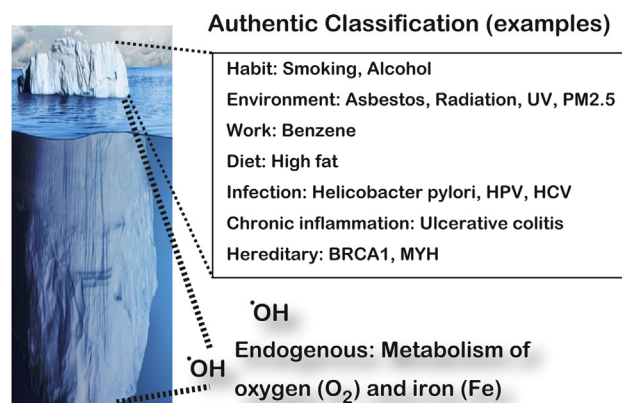 Authentic Classification (examples)
Habit: Smoking, Alcohol
Environment: Asbestos, Radiation, UV, PM2.5
Work: Benzene
Diet: High fat
Infection: Helicobacter pylori, HPV, HCV
Chronic inflammation: Ulcerative colitis
Hereditary: BRCA1, MYH
˙OH
˙OH
Endogenous: Metabolism of
oxygen (O₂) and iron (Fe)